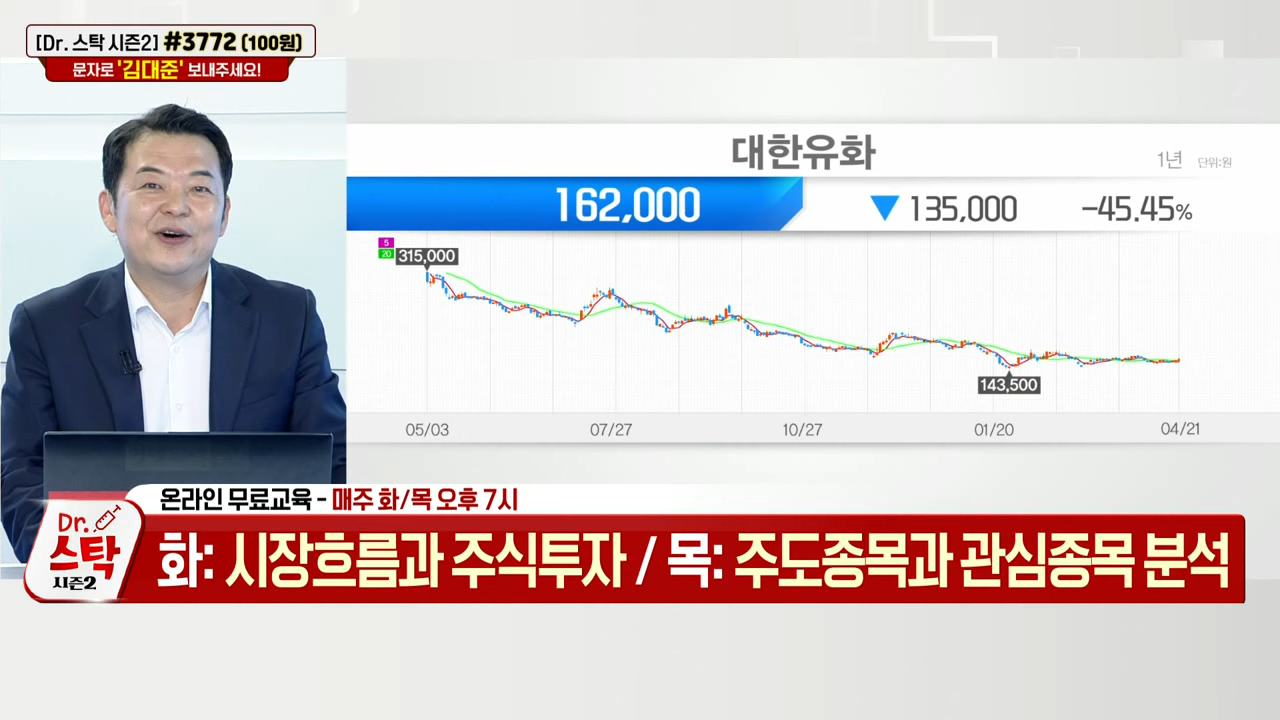 [Dr. 스탁 시즌2] #3772 (100원)
문자로 '김대준' 보내주세요!
대한유화
1년 단위:원
162,000 ▼ 135,000 -45.45%
5
20
315,000
143,500
05/03 07/27 10/27 01/20 04/21
온라인 무료교육 - 매주 화/목 오후 7시
Dr.
스탁
시즌2
화: 시장흐름과 주식투자 / 목: 주도종목과 관심종목 분석